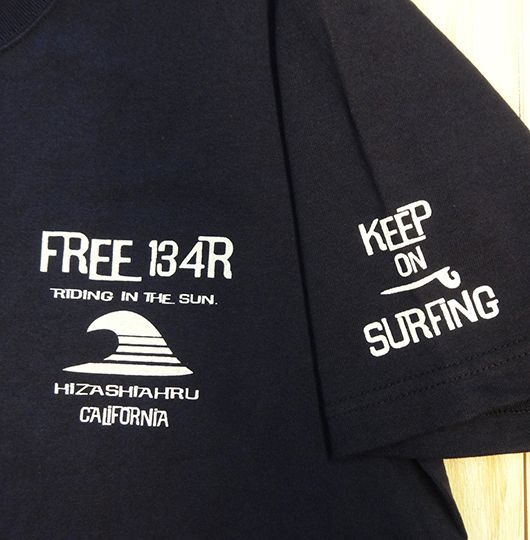 FREE 134R
RIDING IN THE SUN.
HIZASHIAHRU
CALIFORNIA
KEEP
ON
SURFING